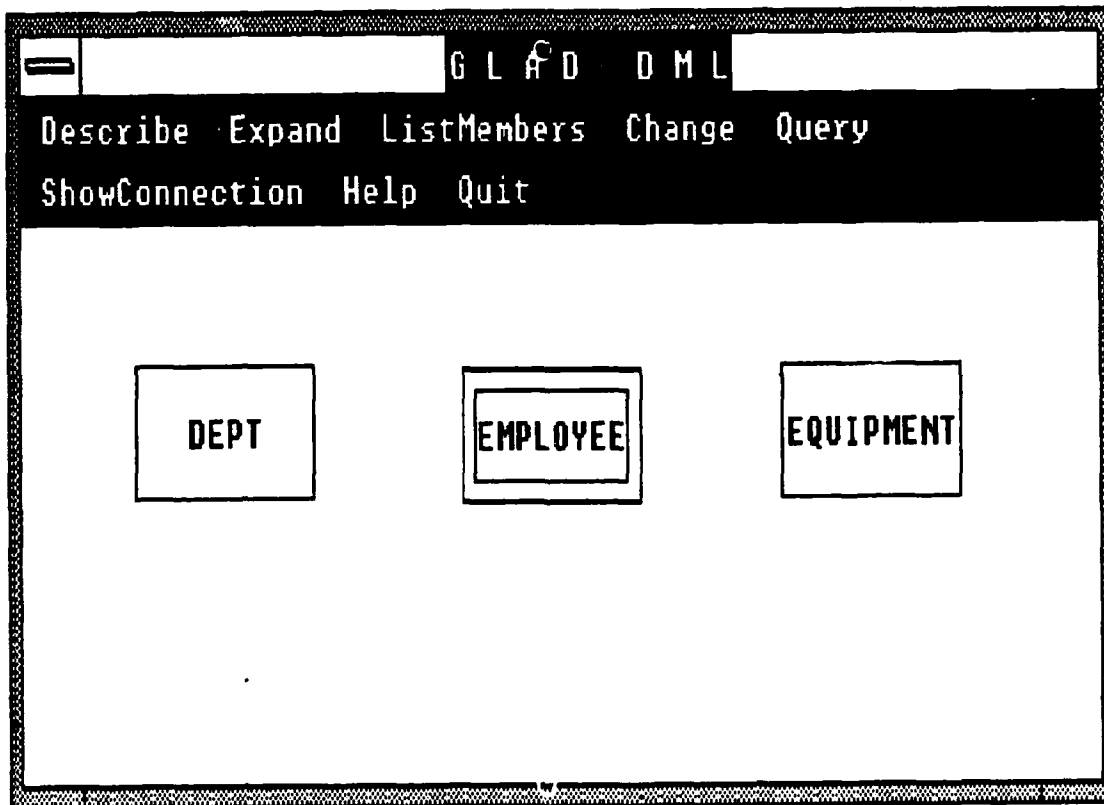 G L A D D M L
Describe Expand ListMembers Change Query
ShowConnection Help Quit
DEPT EMPLOYEE EQUIPMENT